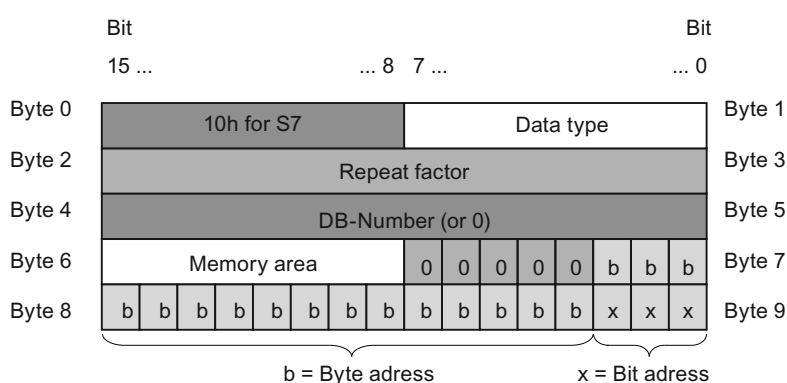 Bit Bit
15 ... ... 8 7 ... ... 0
Byte 0 10h for S7 Data type Byte 1
Byte 2 Repeat factor Byte 3
Byte 4 DB-Number (or 0) Byte 5
Byte 6 Memory area 0 0 0 0 0 b b b Byte 7
Byte 8 b b b b b b b b b b b b b x x x Byte 9
b = Byte adress x = Bit adress